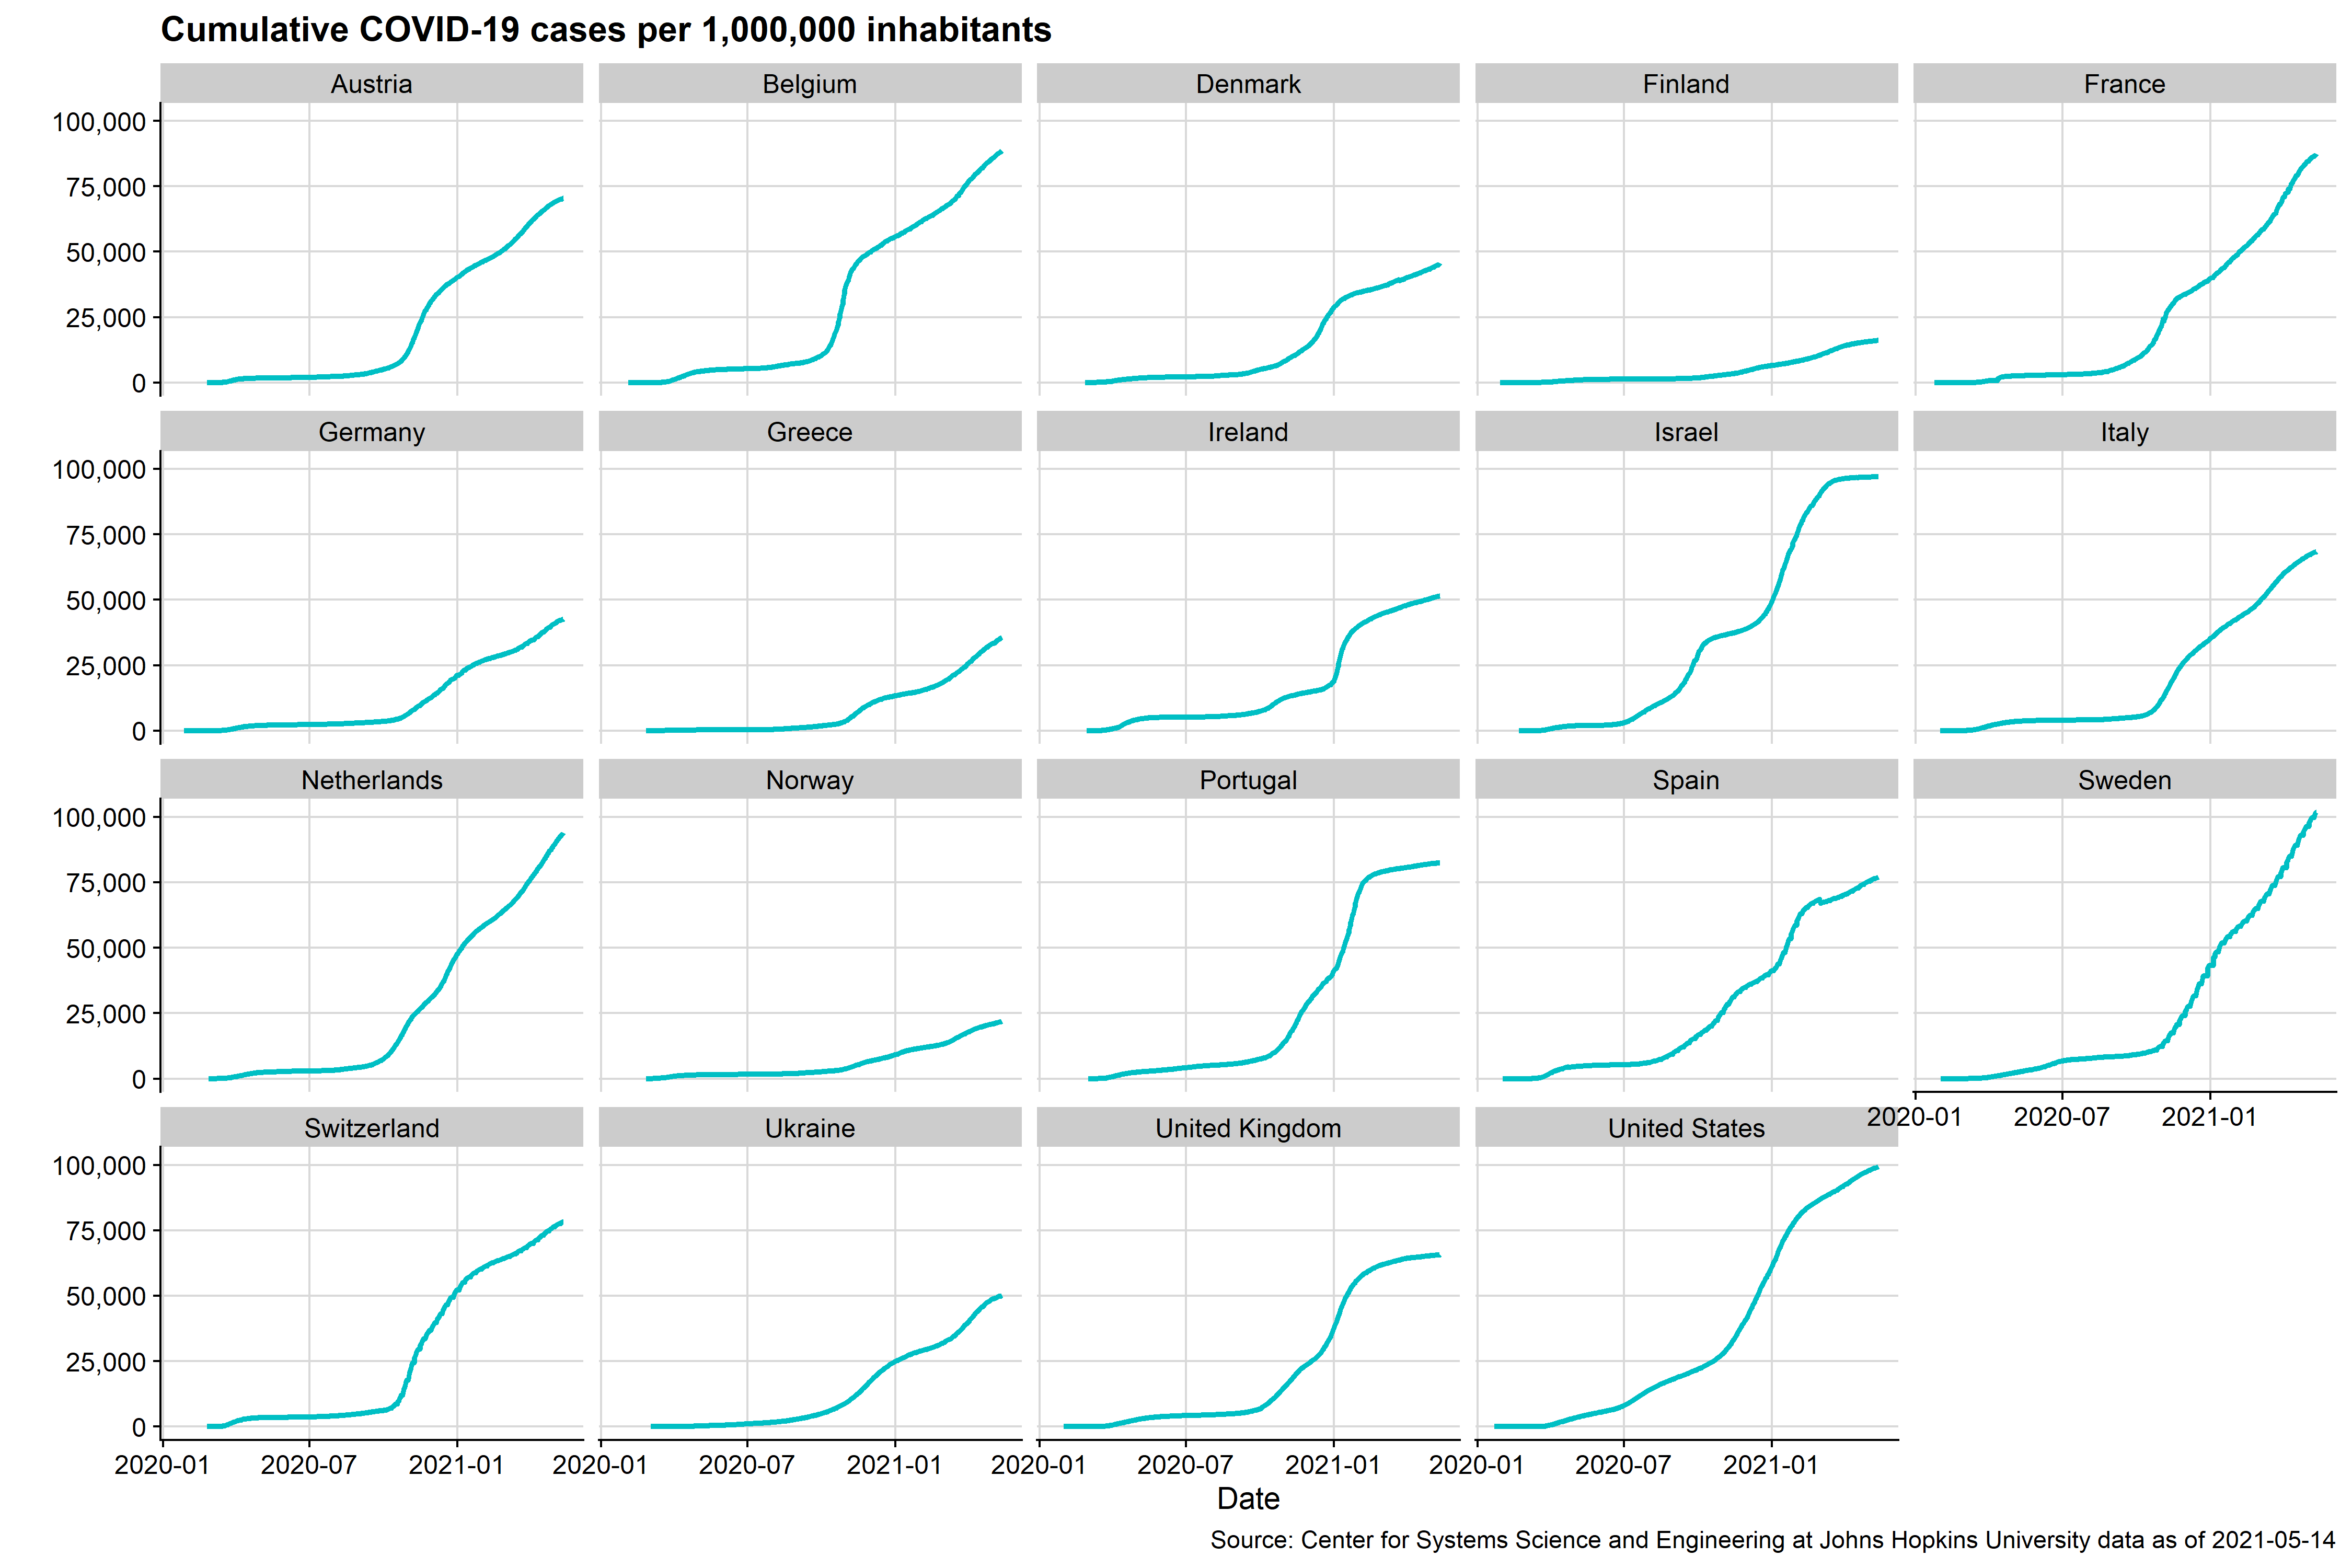 Cumulative COVID-19 cases per 1,000,000 inhabitants
Austria Belgium Denmark Finland France
100,000
75,000
50,000
25,000
0
Germany Greece Ireland Israel Italy
100,000
75,000
50,000
25,000
0
Netherlands Norway Portugal Spain Sweden
100,000
75,000
50,000
25,000
0
2020-01 2020-07 2021-01
Switzerland Ukraine United Kingdom United States
100,000
75,000
50,000
25,000
0
2020-01 2020-07 2021-01 2020-01 2020-07 2021-01 2020-01 2020-07 2021-01 2020-01 2020-07 2021-01
Date
Source: Center for Systems Science and Engineering at Johns Hopkins University data as of 2021-05-14